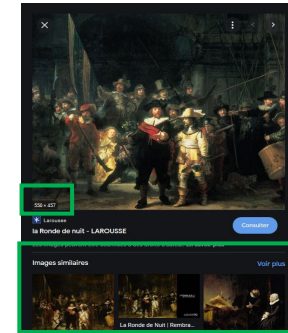 550 × 457
Larousse
la Ronde de nuit - LAROUSSE
Consulter
Images similaires
Voir plus
La Ronde de Nuit | Rembra...